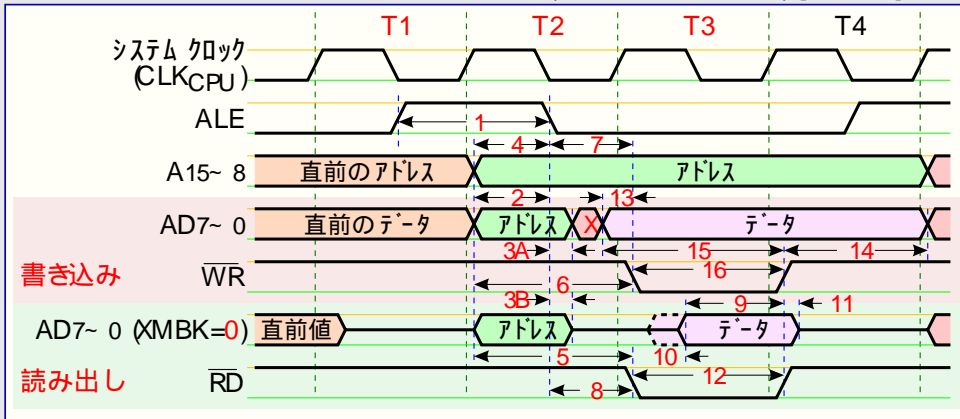 T1 T2 T3 T4
システム クロック
(CLKCPU)
ALE
1
4 7
A15~ 8 直前のアドレス アドレス
2 13
AD7~ 0 直前のデータ アドレス X データ
3A 15 14
書き込み WR 16
6
3B 9 11
AD7~ 0 (XMBK=0) 直前値 アドレス データ
5 10
読み出し RD 12
8